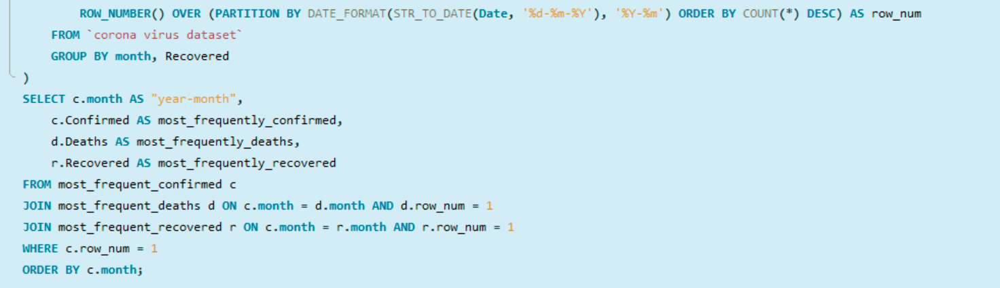 ROW_NUMBER() OVER (PARTITION BY DATE_FORMAT(STR_TO_DATE(Date, '%d-%m-%Y'), '%Y-%m') ORDER BY COUNT(*) DESC) AS row_num
FROM `corona virus dataset`
GROUP BY month, Recovered
)
SELECT c.month AS "year-month",
c.Confirmed AS most_frequently_confirmed,
d.Deaths AS most_frequently_deaths,
r.Recovered AS most_frequently_recovered
FROM most_frequent_confirmed c
JOIN most_frequent_deaths d ON c.month = d.month AND d.row_num = 1
JOIN most_frequent_recovered r ON c.month = r.month AND r.row_num = 1
WHERE c.row_num = 1
ORDER BY c.month;